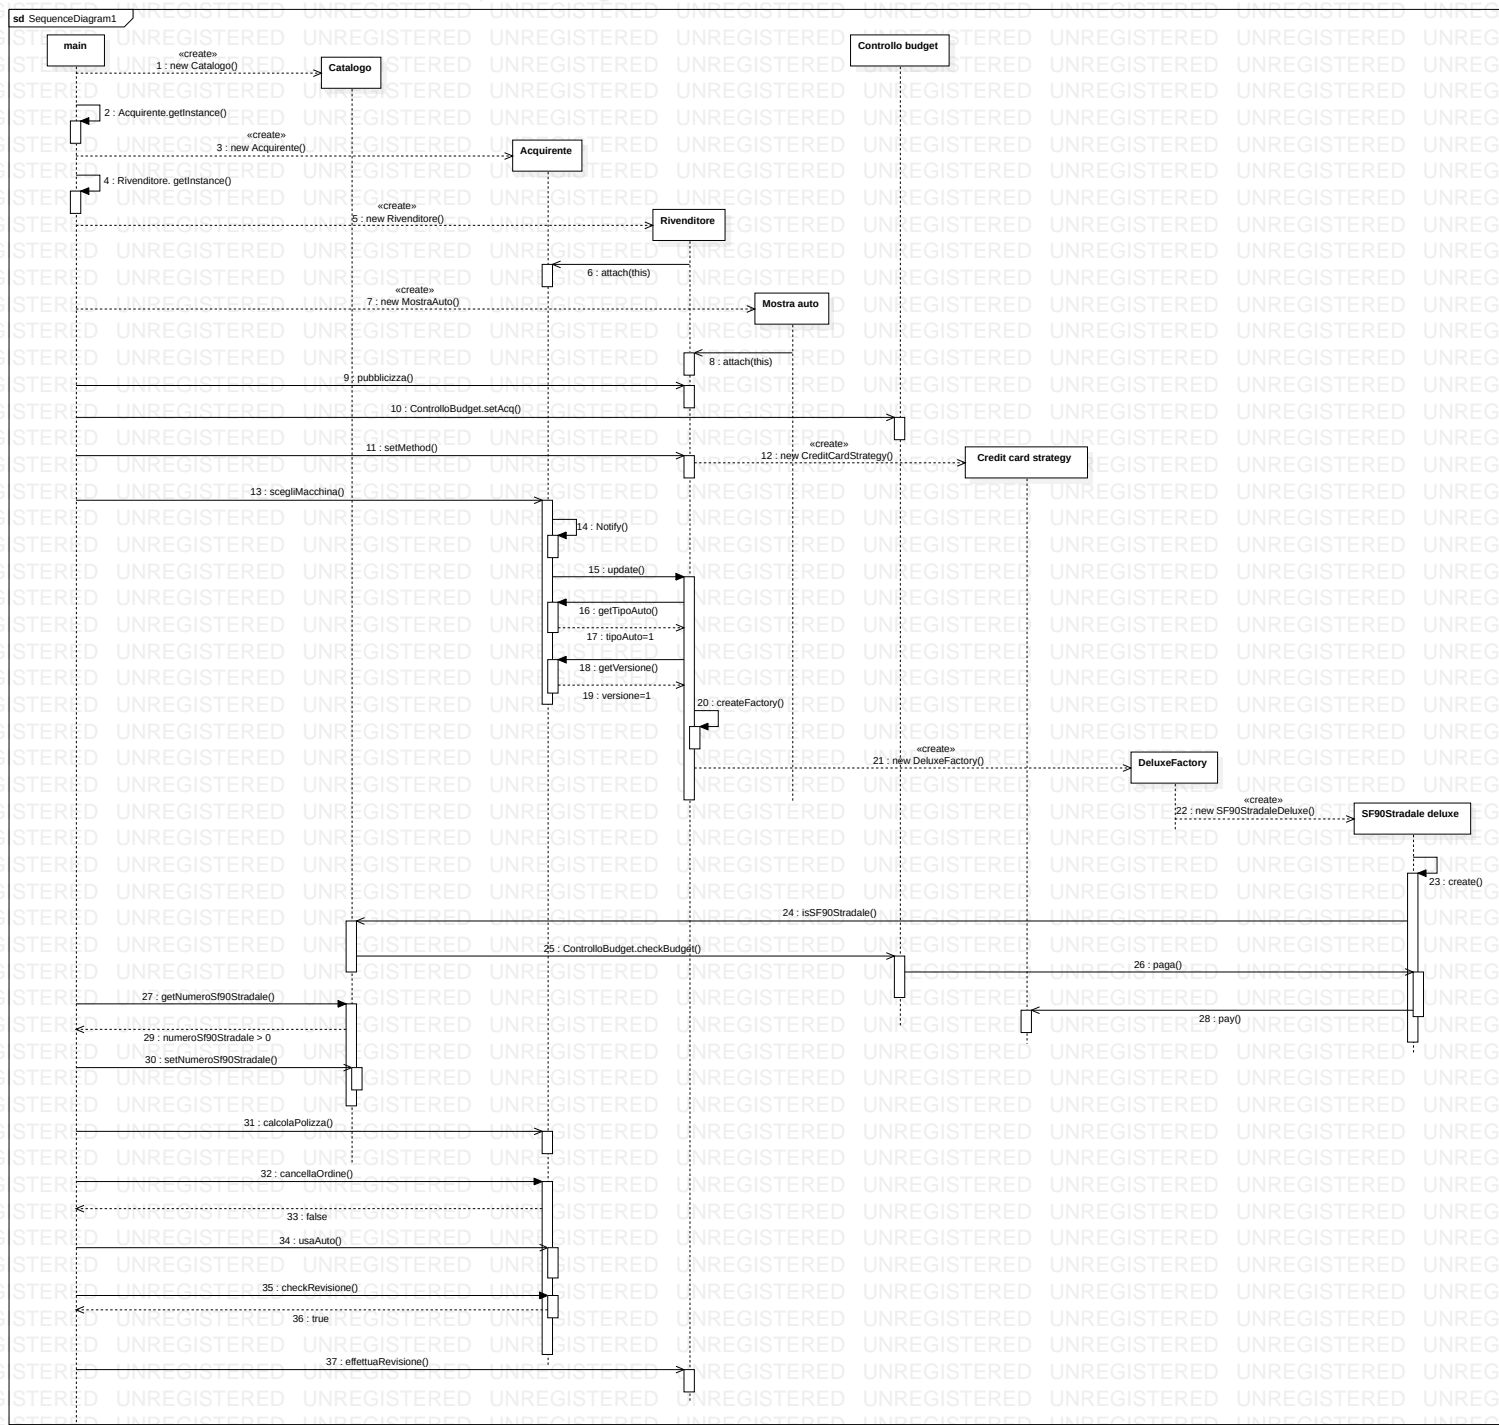 sd SequenceDiagram1
main
Controllo budget
«create»
1 : new Catalogo()
Catalogo
2 : Acquirente.getInstance()
«create»
3 : new Acquirente()
Acquirente
4 : Rivenditore. getInstance()
«create»
5 : new Rivenditore()
Rivenditore
6 : attach(this)
«create»
7 : new MostraAuto()
Mostra auto
8 : attach(this)
9 : pubblicizza()
10 : ControlloBudget.setAcq()
11 : setMethod()
«create»
12 : new CreditCardStrategy()
Credit card strategy
13 : scegliMacchina()
14 : Notify()
15 : update()
16 : getTipoAuto()
17 : tipoAuto=1
18 : getVersione()
19 : versione=1
20 : createFactory()
«create»
21 : new DeluxeFactory()
DeluxeFactory
«create»
22 : new SF90StradaleDeluxe()
SF90Stradale deluxe
23 : create()
24 : isSF90Stradale()
25 : ControlloBudget.checkBudget()
26 : paga()
27 : getNumeroSf90Stradale()
28 : pay()
29 : numeroSf90Stradale > 0
30 : setNumeroSf90Stradale()
31 : calcolaPolizza()
32 : cancellaOrdine()
33 : false
34 : usaAuto()
35 : checkRevisione()
36 : true
37 : effettuaRevisione()
UNREGISTERED